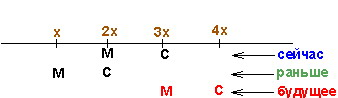 x 2x 3x 4x
М С сейчас
М С раньше
М С будущее